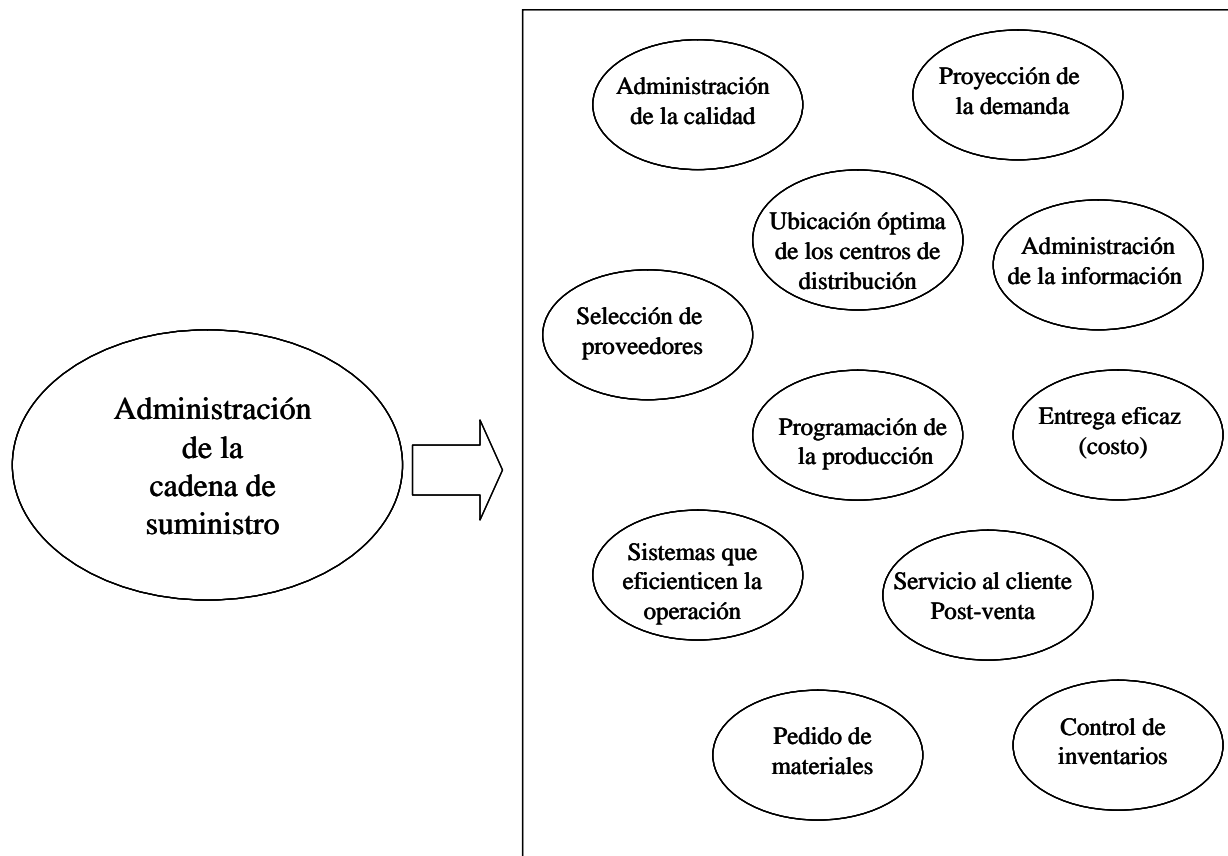 Administración
de la
cadena de
suministro
Administración
de la calidad
Proyección de
la demanda
Ubicación óptima
de los centros de
distribución
Administración
de la información
Selección de
proveedores
Programación de
la producción
Entrega eficaz
(costo)
Sistemas que
eficienticen la
operación
Servicio al cliente
Post-venta
Pedido de
materiales
Control de
inventarios